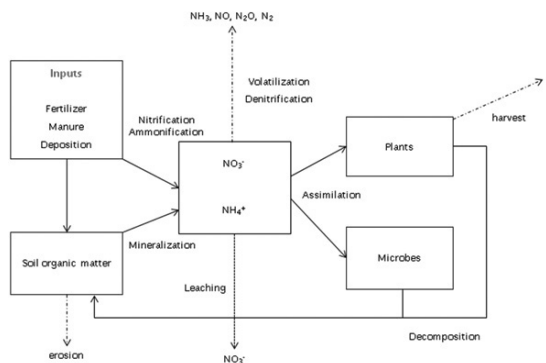 NH₃, NO, N₂O, N₂
Inputs
Fertilizer
Manure
Deposition
Nitrification
Ammonification
Volatilization
Denitrification
harvest
Plants
NO₃⁻
NH₄⁺
Assimilation
Mineralization
Soil organic matter
Microbes
Leaching
Decomposition
erosion
NO₃⁻